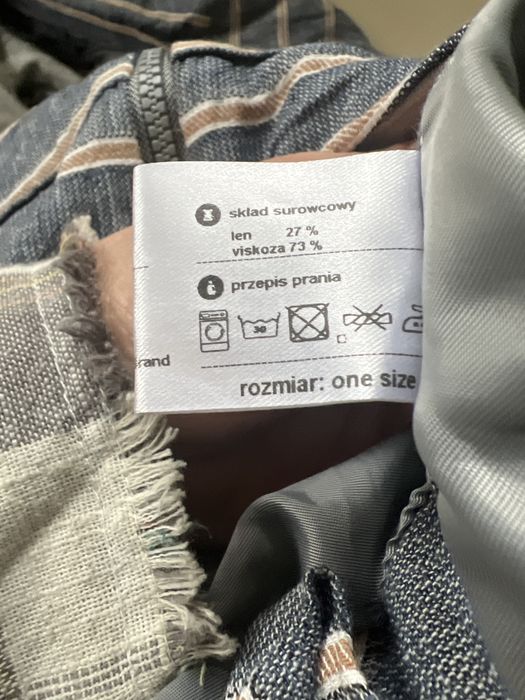 skład surowcowy
len 27 %
viskoza 73 %
przepis prania
30
rand
rozmiar: one size